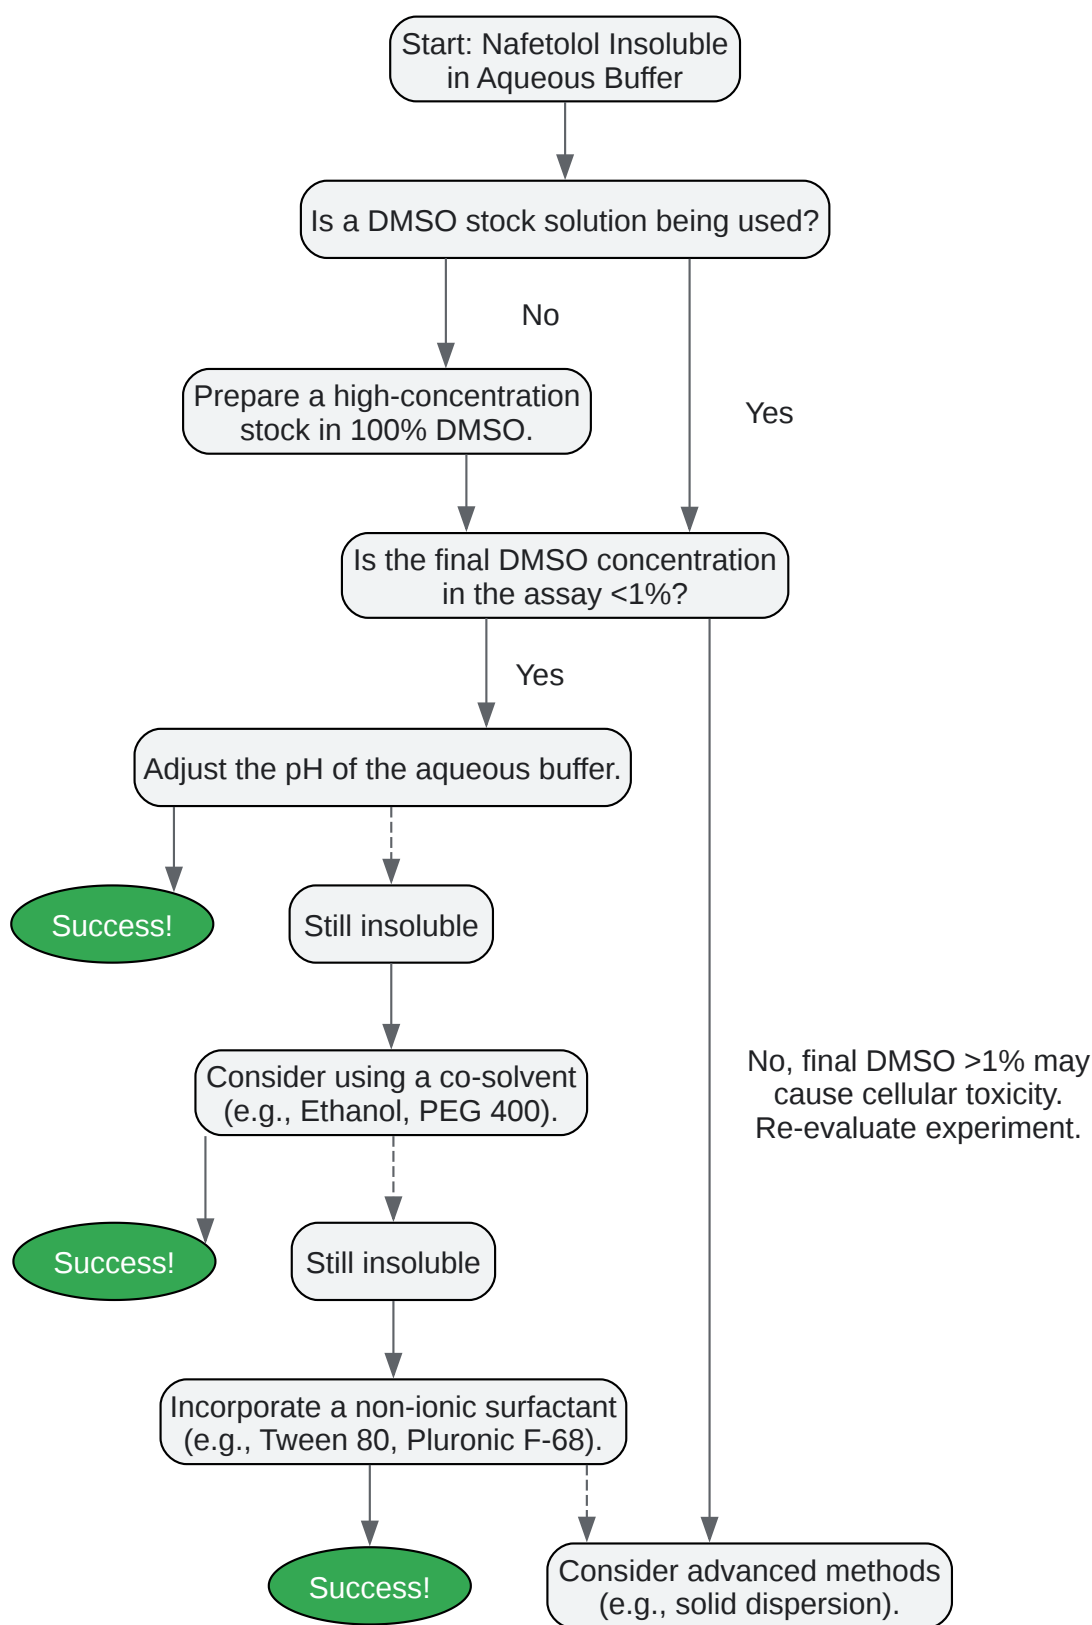 Start: Nafetolol Insoluble
in Aqueous Buffer
Is a DMSO stock solution being used?
No
Prepare a high-concentration
stock in 100% DMSO.
Yes
Is the final DMSO concentration
in the assay <1%?
Yes
Adjust the pH of the aqueous buffer.
Success!
Still insoluble
No, final DMSO >1% may
cause cellular toxicity.
Re-evaluate experiment.
Consider using a co-solvent
(e.g., Ethanol, PEG 400).
Success!
Still insoluble
Incorporate a non-ionic surfactant
(e.g., Tween 80, Pluronic F-68).
Success!
Consider advanced methods
(e.g., solid dispersion).